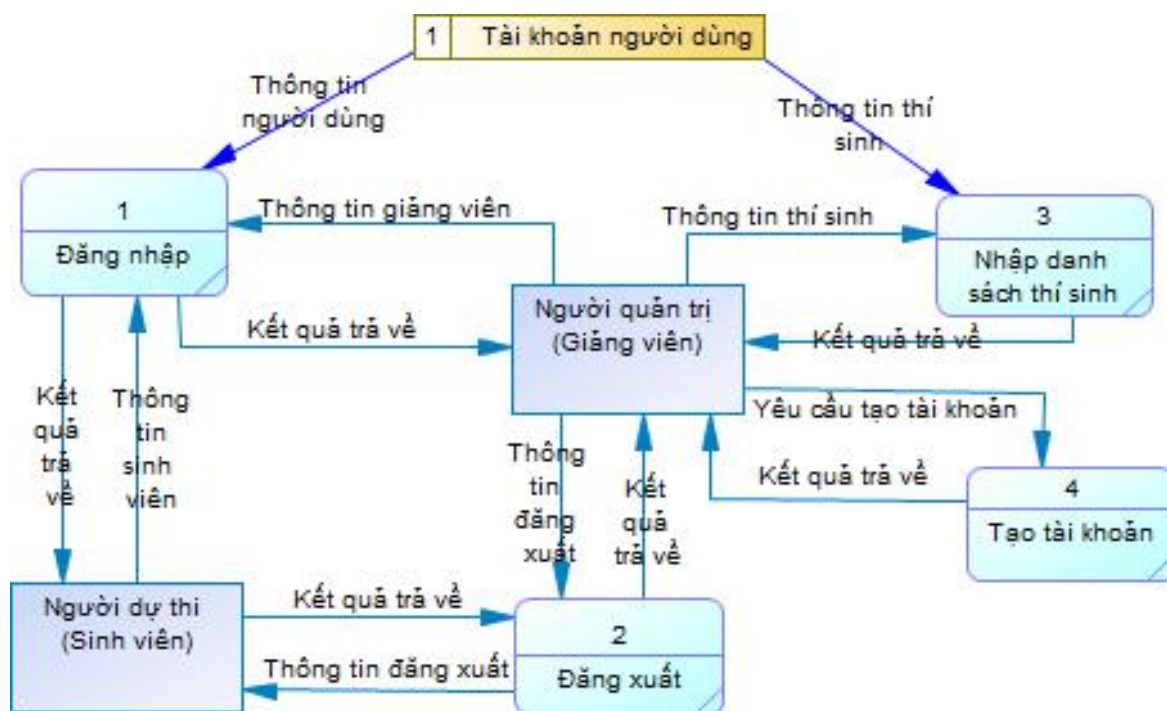 1 Tài khoản người dùng
Thông tin
người dùng
Thông tin thí
sinh
1
Đăng nhập
Thông tin giảng viên
Thông tin thí sinh
3
Nhập danh
sách thí sinh
Người quản trị
(Giảng viên)
Kết quả trả về
Kết quả trả về
Kết
quả
trả
về
Thông
tin
sinh
viên
Yêu cầu tạo tài khoản
Thông
tin
đăng
xuất
Kết
quả
trả về
Kết quả trả về
4
Tạo tài khoản
Người dự thi
(Sinh viên)
Kết quả trả về
2
Đăng xuất
Thông tin đăng xuất